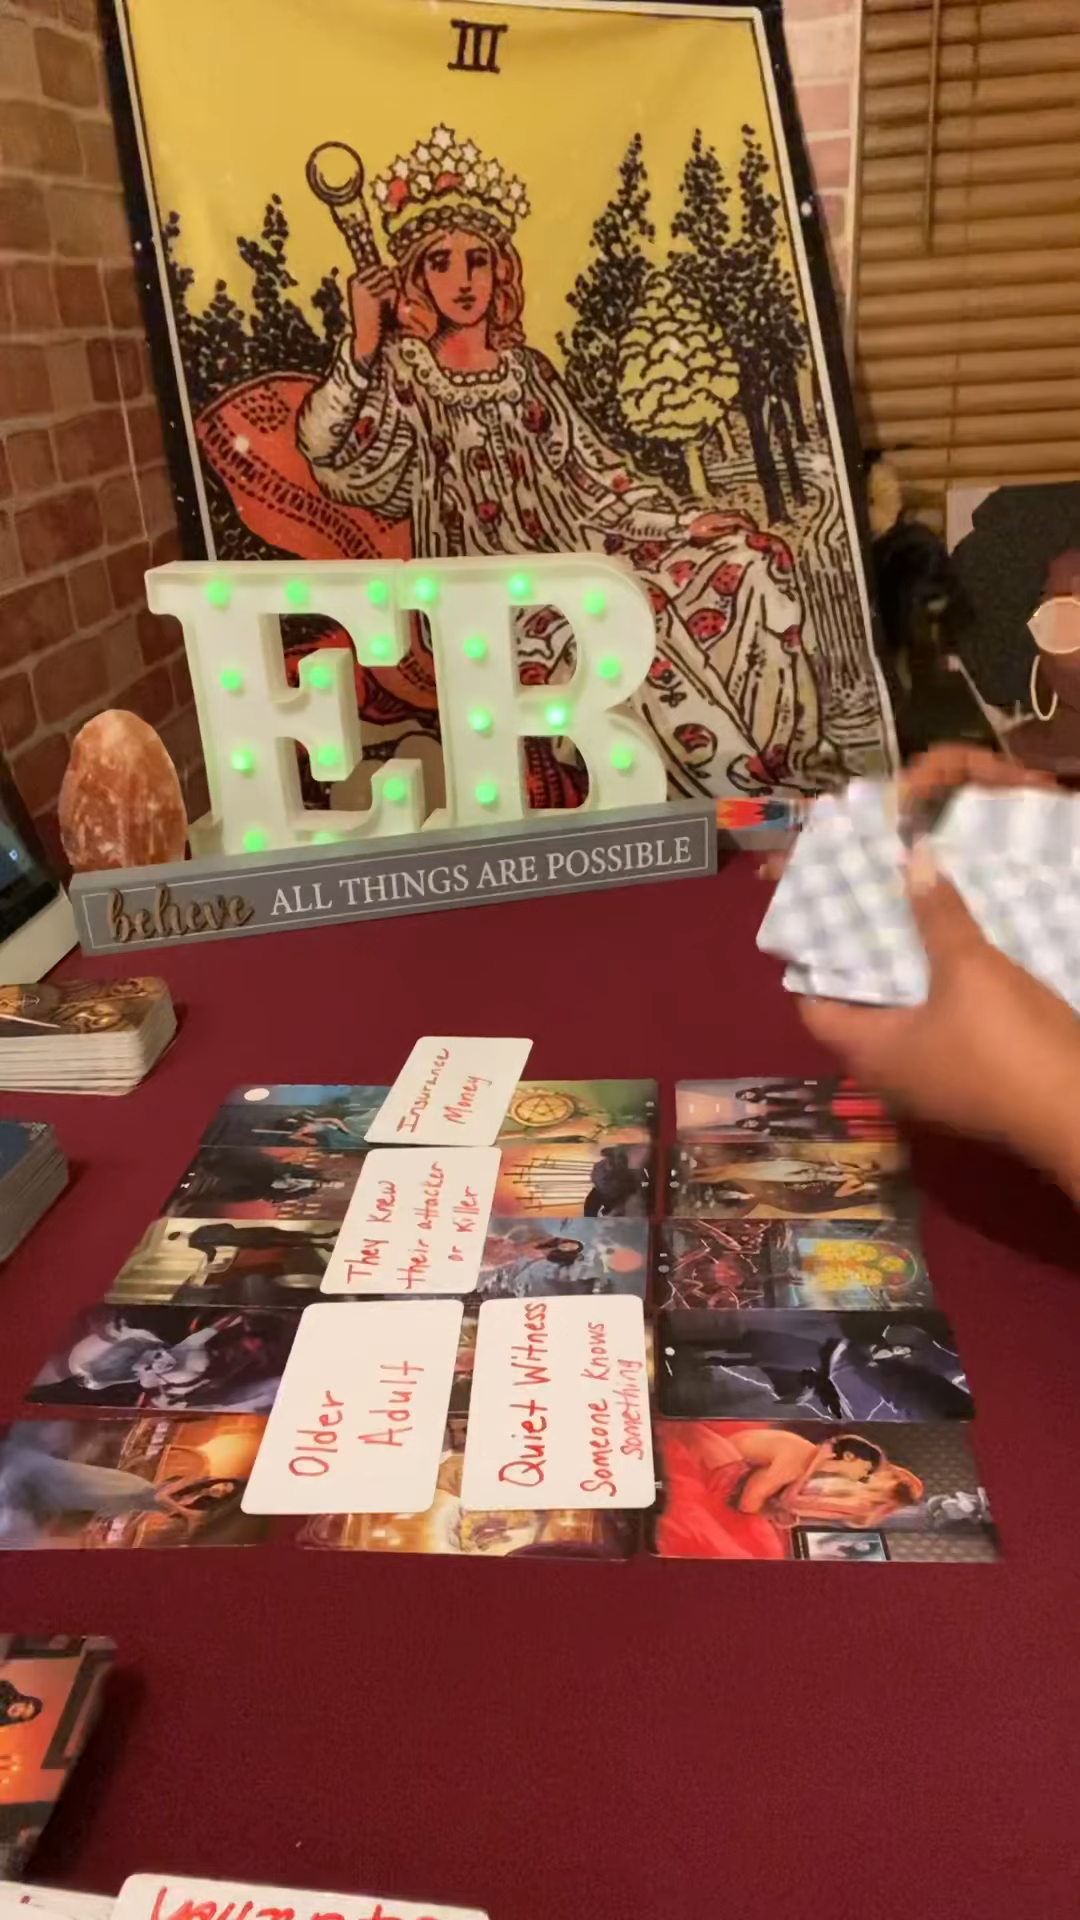 III
EB
believe ALL THINGS ARE POSSIBLE
Insurance
Money
They Knew
their attacker
or Killer
Older
Adult
Quiet Witness
Someone Knows
something